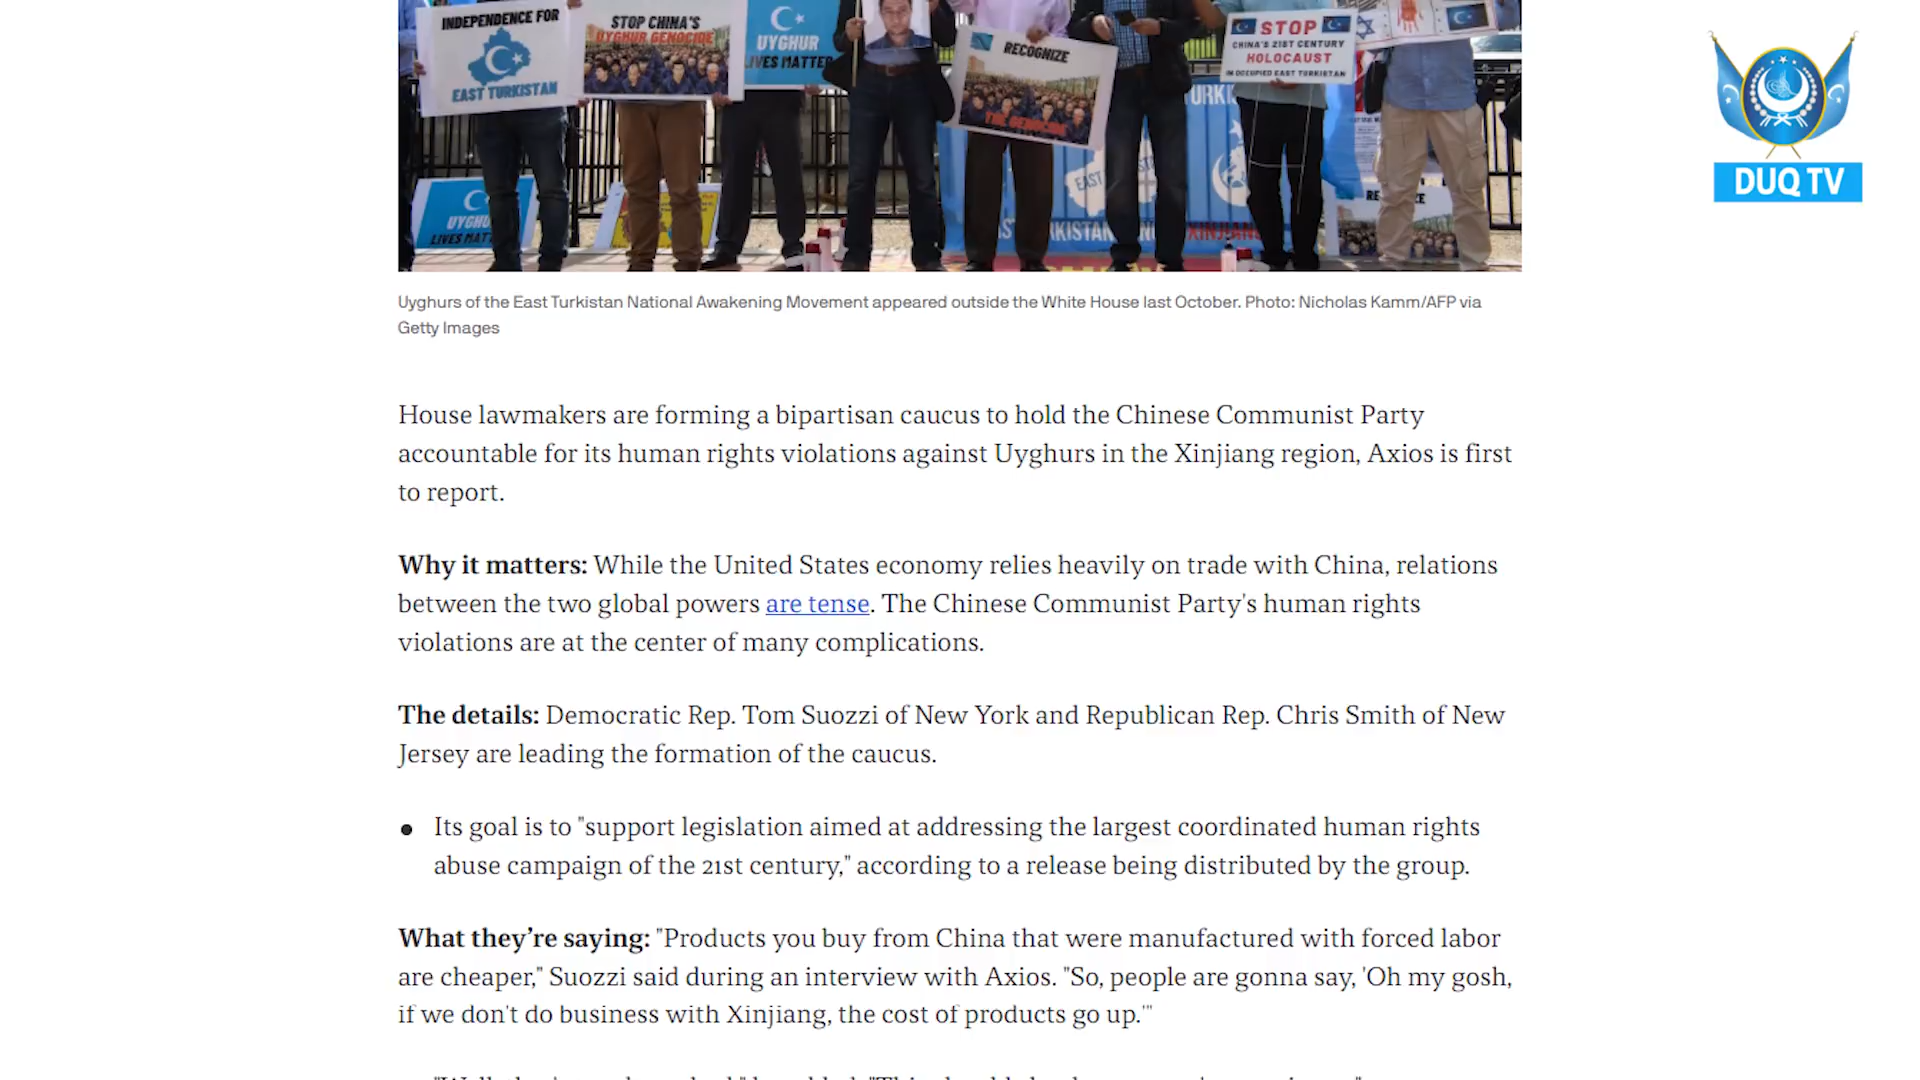 INDEPENDENCE FOR
EAST TURKISTAN
STOP CHINA'S
UYGHUR GENOCIDE
UYGHUR
LIVES MATTER
RECOGNIZE
THE GENOCIDE
STOP
CHINA'S 21ST CENTURY
HOLOCAUST
IN OCCUPIED EAST TURKISTAN
DUQ TV
Uyghurs of the East Turkistan National Awakening Movement appeared outside the White House last October. Photo: Nicholas Kamm/AFP via
Getty Images
House lawmakers are forming a bipartisan caucus to hold the Chinese Communist Party
accountable for its human rights violations against Uyghurs in the Xinjiang region, Axios is first
to report.
Why it matters: While the United States economy relies heavily on trade with China, relations
between the two global powers are tense. The Chinese Communist Party's human rights
violations are at the center of many complications.
The details: Democratic Rep. Tom Suozzi of New York and Republican Rep. Chris Smith of New
Jersey are leading the formation of the caucus.
• Its goal is to "support legislation aimed at addressing the largest coordinated human rights
abuse campaign of the 21st century," according to a release being distributed by the group.
What they're saying: "Products you buy from China that were manufactured with forced labor
are cheaper," Suozzi said during an interview with Axios. "So, people are gonna say, 'Oh my gosh,
if we don't do business with Xinjiang, the cost of products go up.'"